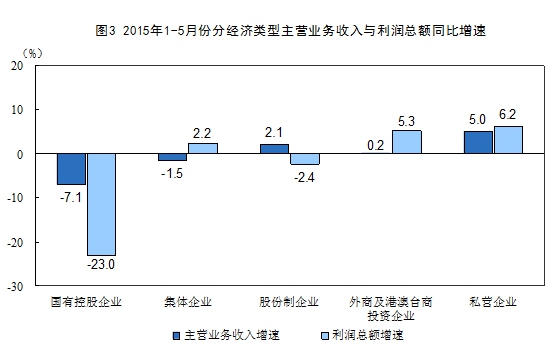 图3 2015年1-5月份分经济类型主营业务收入与利润总额同比增速
(%)
20
10
0
-10
-20
-30
-7.1
-23.0
-1.5
2.2
2.1
-2.4
0.2
5.3
5.0
6.2
国有控股企业
集体企业
股份制企业
外商及港澳台商
投资企业
私营企业
主营业务收入增速
利润总额增速